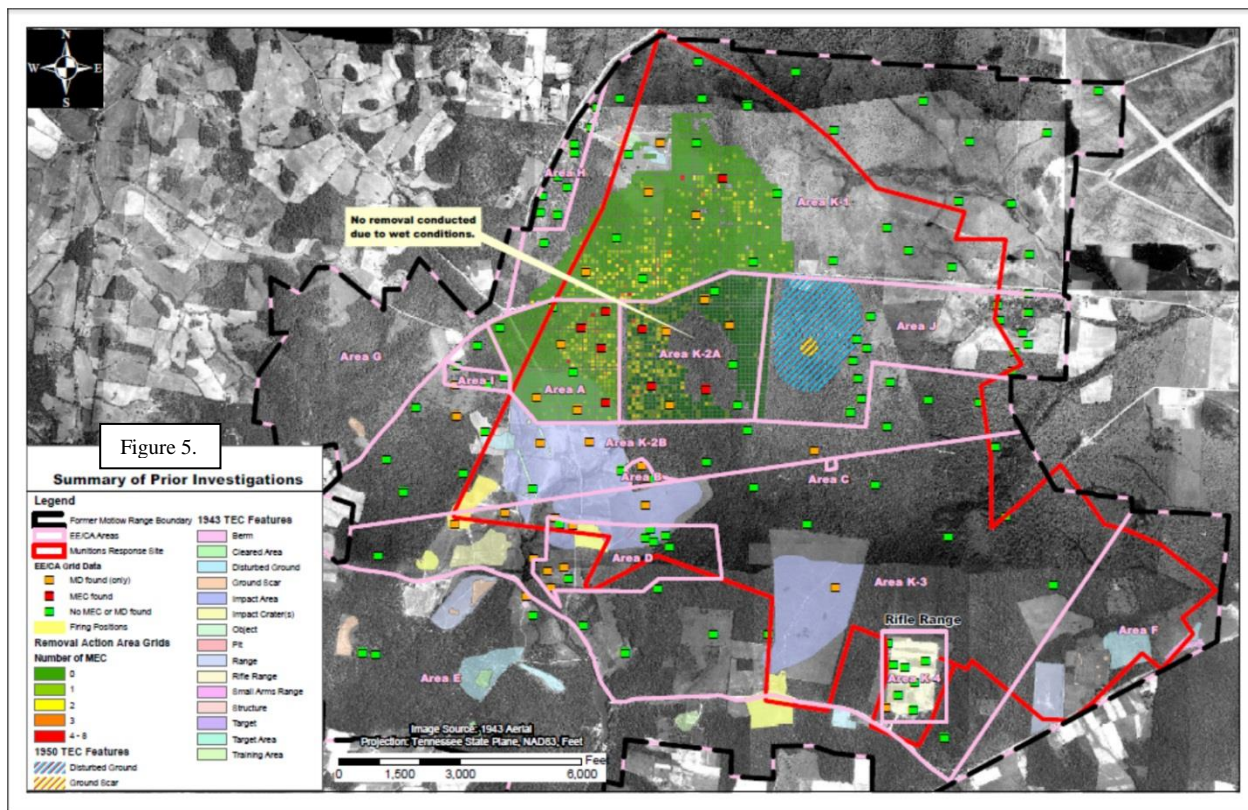 N
W E
S
Area H
Area K-1
No removal conducted
due to wet conditions.
Area J
Area G
Area K-2A
Area I
Area A
Figure 5.
Area K-2B
Area B
Area C
Summary of Prior Investigations
Legend
Former Motlow Range Boundary
EE/CA Areas
Munitions Response Site
EE/CA Grid Data
MD found (only)
MEC found
No MEC or MD found
Firing Positions
Removal Action Area Grids
Number of MEC
0
1
2
3
4 - 8
1950 TEC Features
Disturbed Ground
Ground Scar
1943 TEC Features
Berm
Cleared Area
Disturbed Ground
Ground Scar
Impact Area
Impact Crater(s)
Object
Pit
Range
Rifle Range
Small Arms Range
Structure
Target
Target Area
Training Area
Area D
Area K-3
Rifle Range
Area F
Area E
Area K-4
Image Source: 1943 Aerial
Projection: Tennessee State Plane, NAD83, Feet
Fee
0 1,500 3,000 6,000